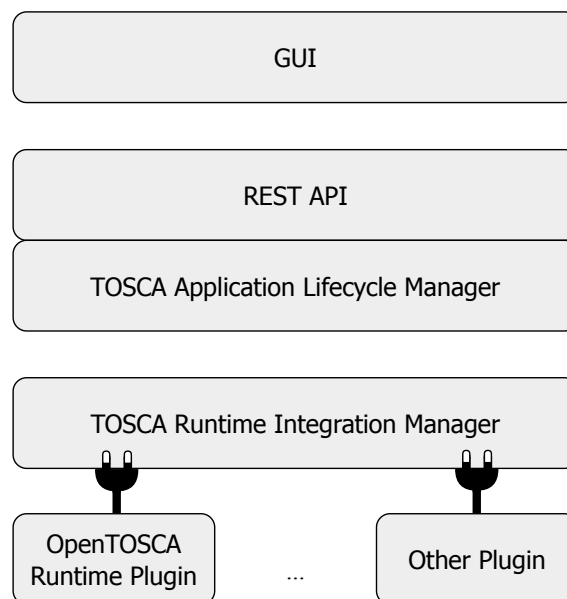 GUI
REST API
TOSCA Application Lifecycle Manager
TOSCA Runtime Integration Manager
OpenTOSCA
Runtime Plugin
...
Other Plugin